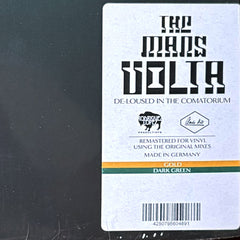 THE
MARS
VOLTA
DE-LOUSED IN THE COMATORIUM
REMASTERED FOR VINYL
USING THE ORIGINAL MIXES
MADE IN GERMANY
GOLD
DARK GREEN